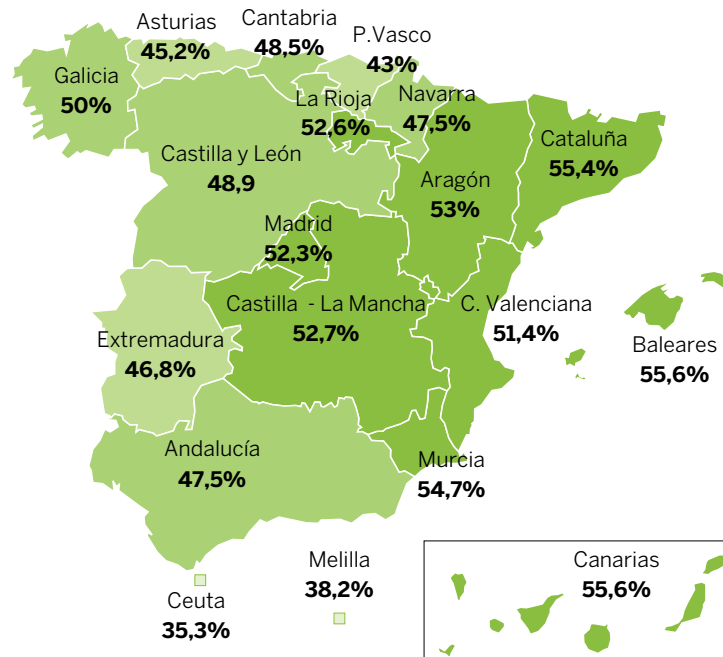 Asturias
45,2%
Cantabria
48,5%
P.Vasco
43%
Galicia
50%
La Rioja
52,6%
Navarra
47,5%
Cataluña
55,4%
Castilla y León
48,9
Aragón
53%
Madrid
52,3%
Castilla - La Mancha
52,7%
C. Valenciana
51,4%
Extremadura
46,8%
Baleares
55,6%
Andalucía
47,5%
Murcia
54,7%
Ceuta
35,3%
Melilla
38,2%
Canarias
55,6%